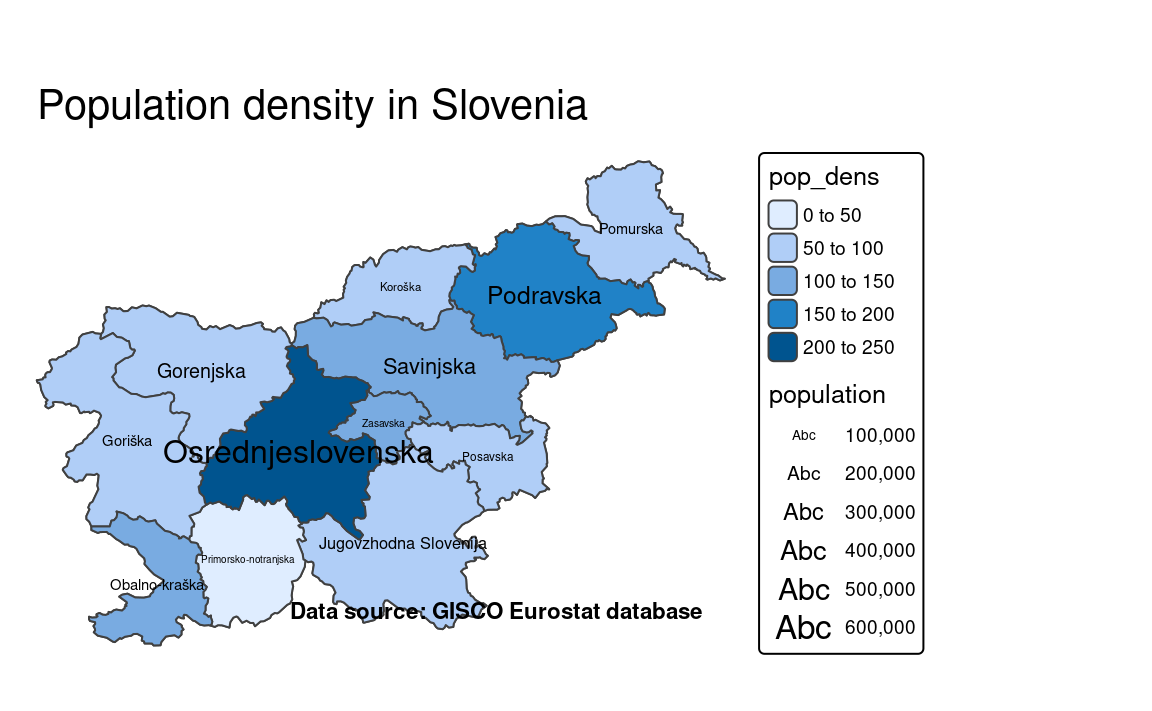 Population density in Slovenia
Pomurska
Koroška
Podravska
Gorenjska
Savinjska
Zasavska
Goriška
Osrednjeslovenska
Posavska
Jugovzhodna Slovenija
Primorsko-notranjska
Obalno-kraška
Data source: GISCO Eurostat database
pop_dens
0 to 50
50 to 100
100 to 150
150 to 200
200 to 250
population
Abc 100,000
Abc 200,000
Abc 300,000
Abc 400,000
Abc 500,000
Abc 600,000